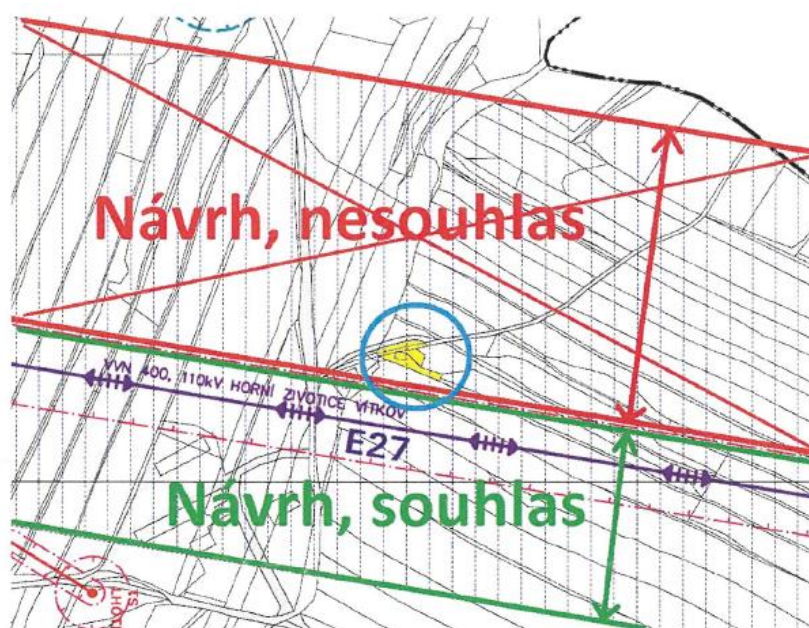 Návrh, nesouhlas
VVN 400, 110kV HORNÍ ŽIVOTICE VÍTKOV
E27
Návrh, souhlas